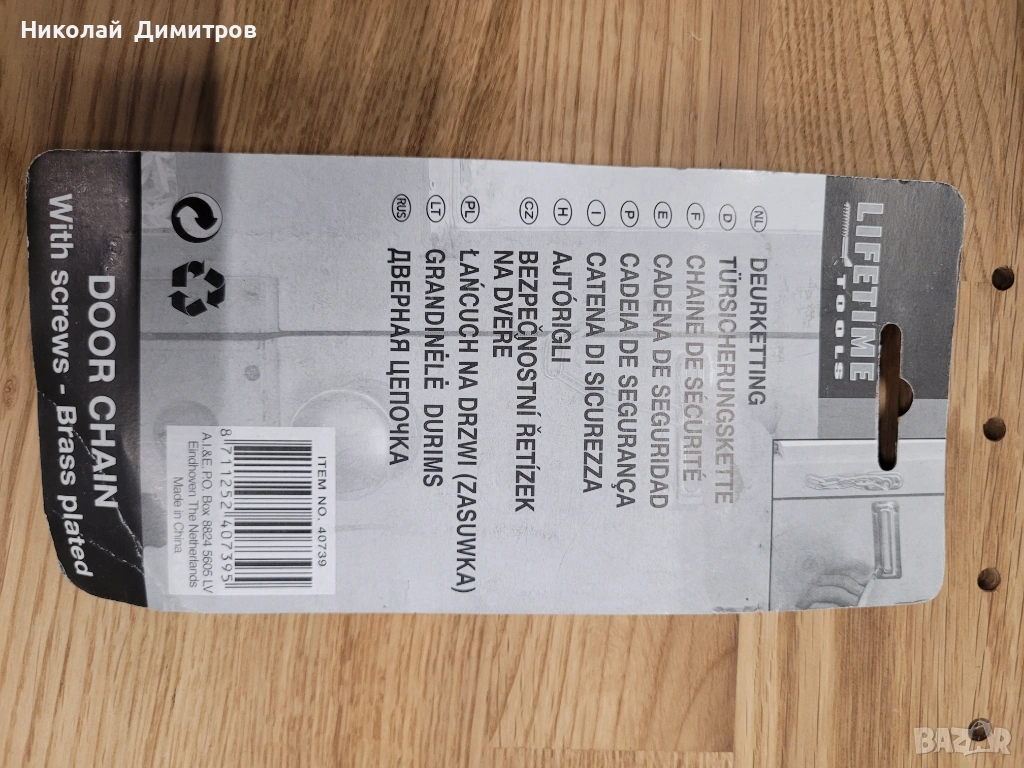 Николай Димитров
LIFETIME
TOOLS
NL DEURKETTING
D TÜRSICHERUNGSKETTE
F CHAINE DE SÉCURITÉ
E CADENA DE SEGURIDAD
P CADEIA DE SEGURANÇA
I CATENA DI SICUREZZA
H AJTÓRIGLI
CZ BEZPEČNOSTNÍ ŘETÍZEK
NA DVERE
PL ŁAŃCUCH NA DRZWI (ZASUWKA)
LT GRANDINĖLĖ DURIMS
RUS ДВЕРНАЯ ЦЕПОЧКА
ITEM NO. 40739
8 711252 407395
A.I.&E. P.O. Box 8824 5605 LV
Eindhoven The Netherlands
Made in China
DOOR CHAIN
With screws - Brass plated
BAZAR